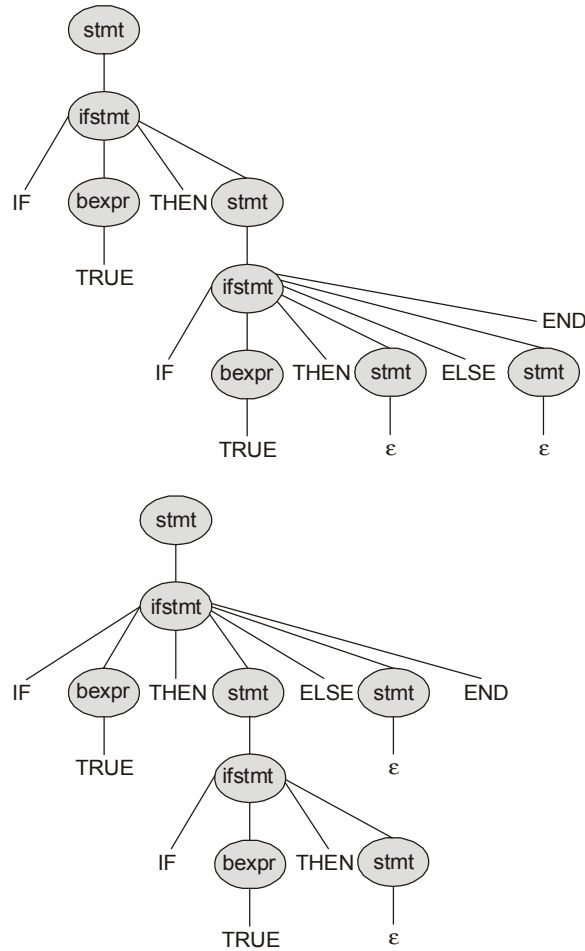 stmt
ifstmt
IF bexpr THEN stmt
TRUE
ifstmt
END
IF bexpr THEN stmt ELSE stmt
TRUE ε ε
stmt
ifstmt
IF bexpr THEN stmt ELSE stmt END
TRUE ε
ifstmt
IF bexpr THEN stmt
TRUE ε